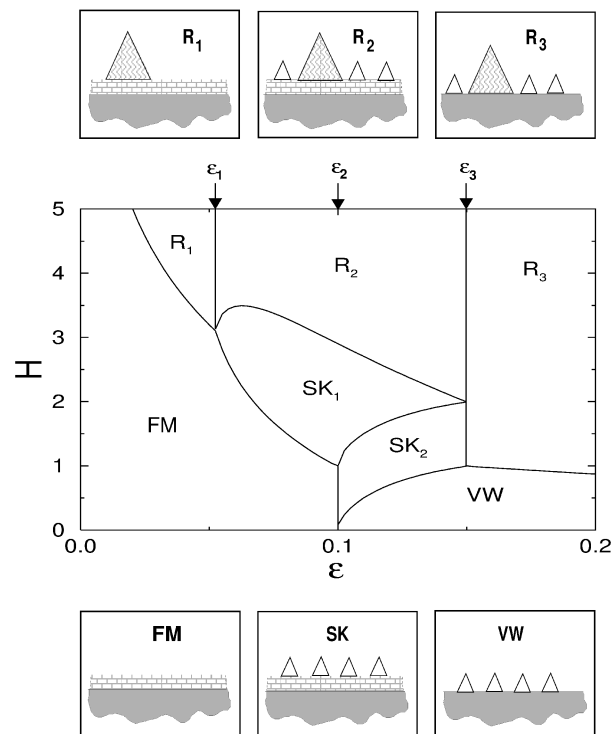 R₁ R₂ R₃
ε₁ ε₂ ε₃
5
R₁ R₂ R₃
4
3
H
SK₁
2
FM
SK₂
1
VW
0
0.0 0.1 0.2
ε
FM SK VW